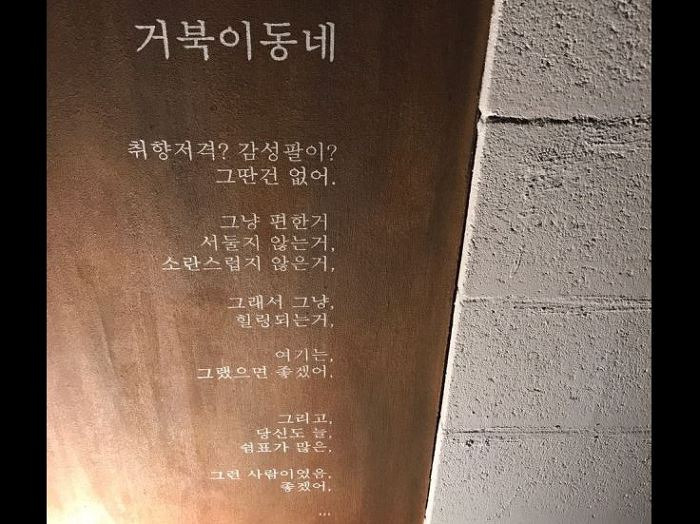 거북이동네
취향저격? 감성팔이?
그딴건 없어.
그냥 편한거
서둘지 않는거,
소란스럽지 않은거,
그래서 그냥,
힐링되는거,
여기는,
그랬으면 좋겠어.
그리고,
당신도 늘,
쉼표가 많은,
그런 사람이었음,
좋겠어,
...